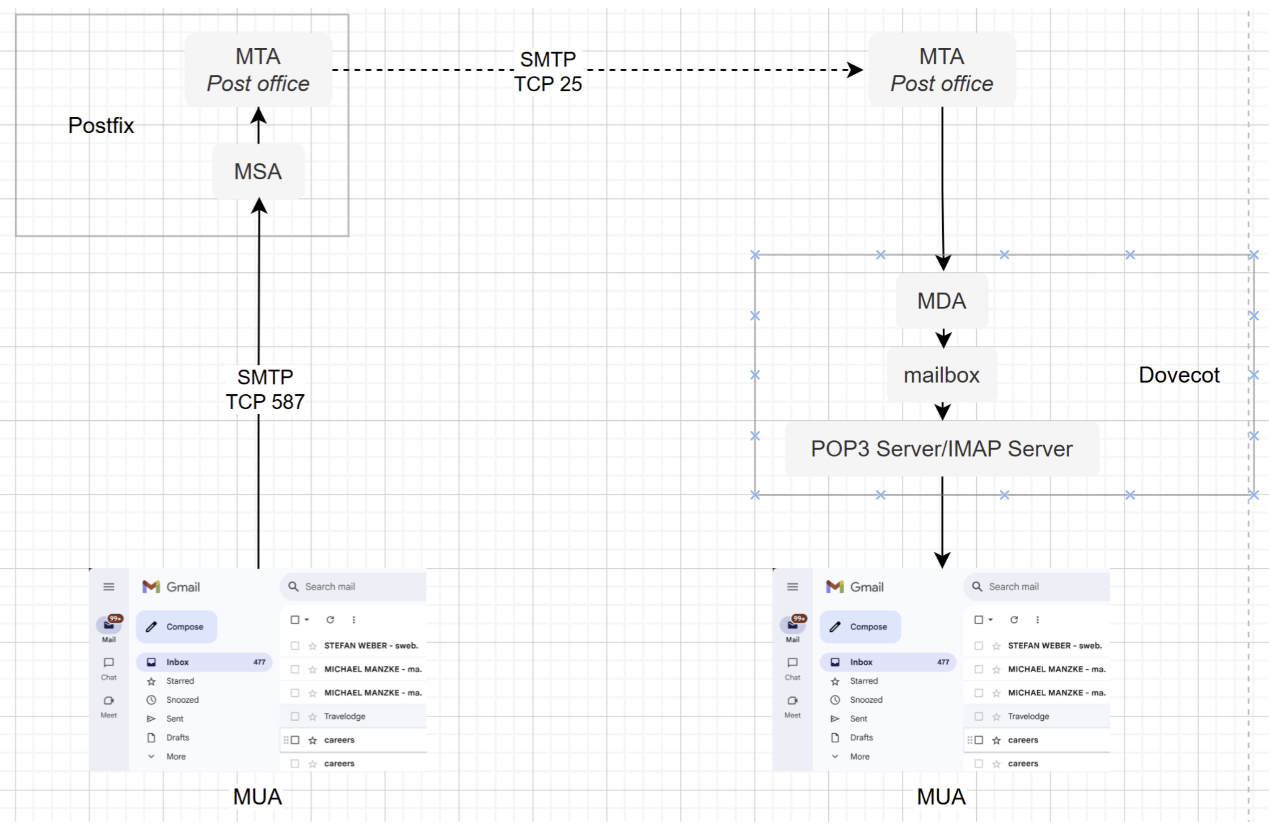 MTA
Post office
SMTP
TCP 25
MTA
Post office
Postfix
MSA
MDA
SMTP
TCP 587
mailbox
Dovecot
POP3 Server/IMAP Server
Gmail
Search mail
99+
Mail
Compose
Chat
Meet
Inbox 477
Starred
Snoozed
Sent
Drafts
More
STEFAN WEBER - sweb.
MICHAEL MANZKE - ma.
MICHAEL MANZKE - ma.
Travelodge
careers
careers
MUA
Gmail
Search mail
99+
Mail
Compose
Chat
Meet
Inbox 477
Starred
Snoozed
Sent
Drafts
More
STEFAN WEBER - sweb.
MICHAEL MANZKE - ma.
MICHAEL MANZKE - ma.
Travelodge
careers
careers
MUA